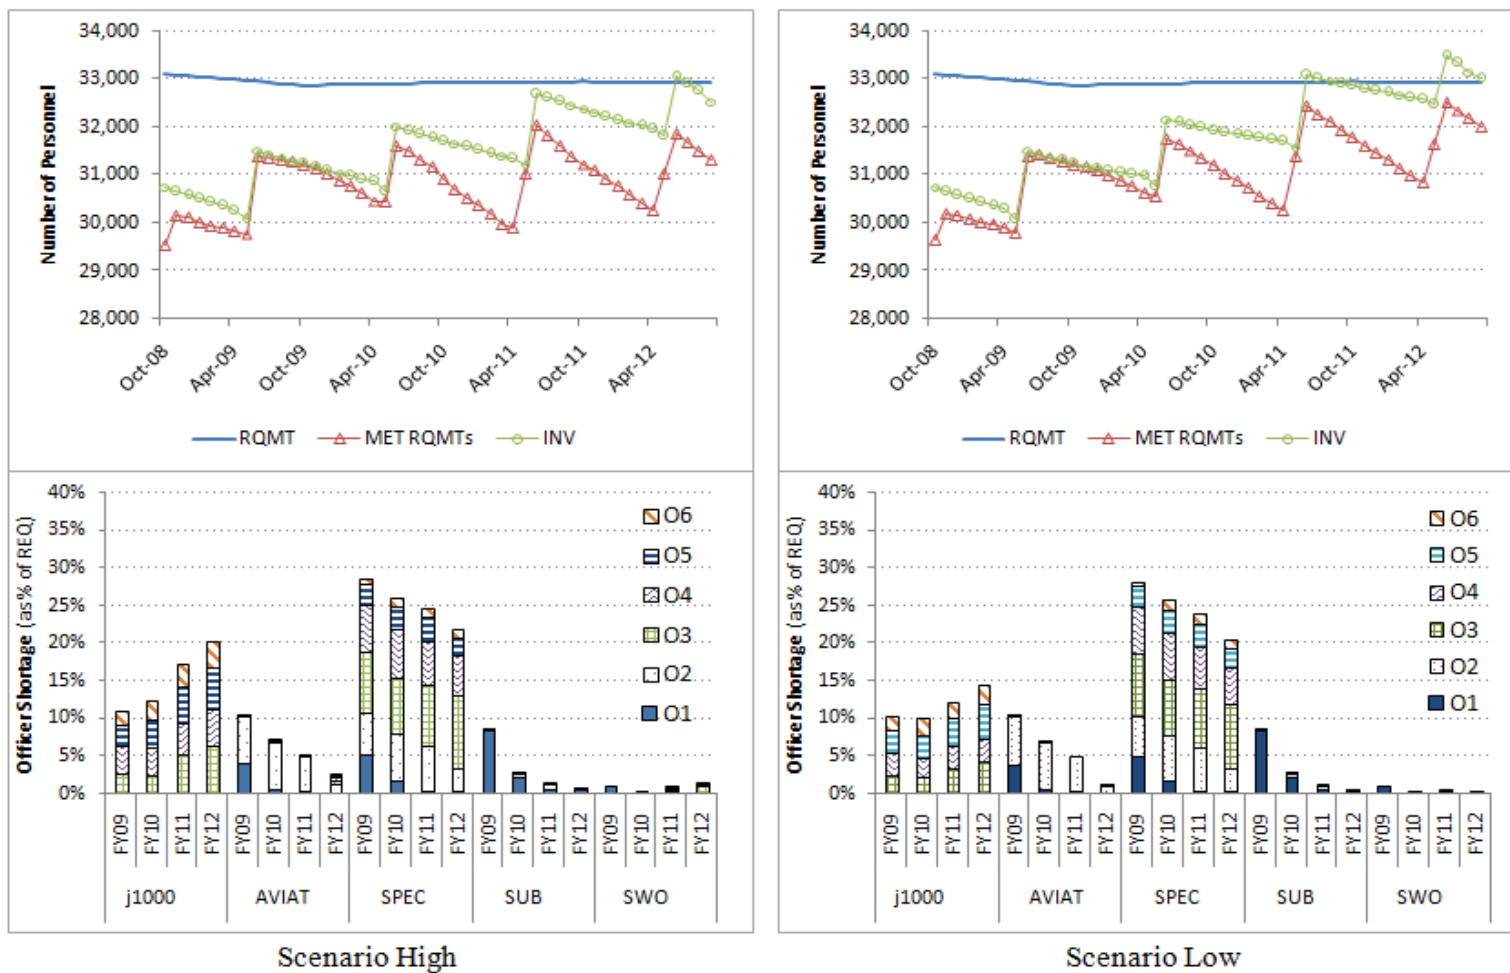 34,000
33,000
32,000
31,000
30,000
29,000
28,000
Number of Personnel
Oct-08
Apr-09
Oct-09
Apr-10
Oct-10
Apr-11
Oct-11
Apr-12
RQMT MET RQMTs INV
34,000
33,000
32,000
31,000
30,000
29,000
28,000
Number of Personnel
Oct-08
Apr-09
Oct-09
Apr-10
Oct-10
Apr-11
Oct-11
Apr-12
RQMT MET RQMTs INV
40%
35%
30%
25%
20%
15%
10%
5%
0%
Officer Shortage (as% of REQ)
O6
O5
O4
O3
O2
O1
FY09 FY10 FY11 FY12 FY09 FY10 FY11 FY12 FY09 FY10 FY11 FY12 FY09 FY10 FY11 FY12 FY09 FY10 FY11 FY12
j1000 AVIAT SPEC SUB SWO
Scenario High
40%
35%
30%
25%
20%
15%
10%
5%
0%
Officer Shortage (as% of REQ)
O6
O5
O4
O3
O2
O1
FY09 FY10 FY11 FY12 FY09 FY10 FY11 FY12 FY09 FY10 FY11 FY12 FY09 FY10 FY11 FY12 FY09 FY10 FY11 FY12
j1000 AVIAT SPEC SUB SWO
Scenario Low